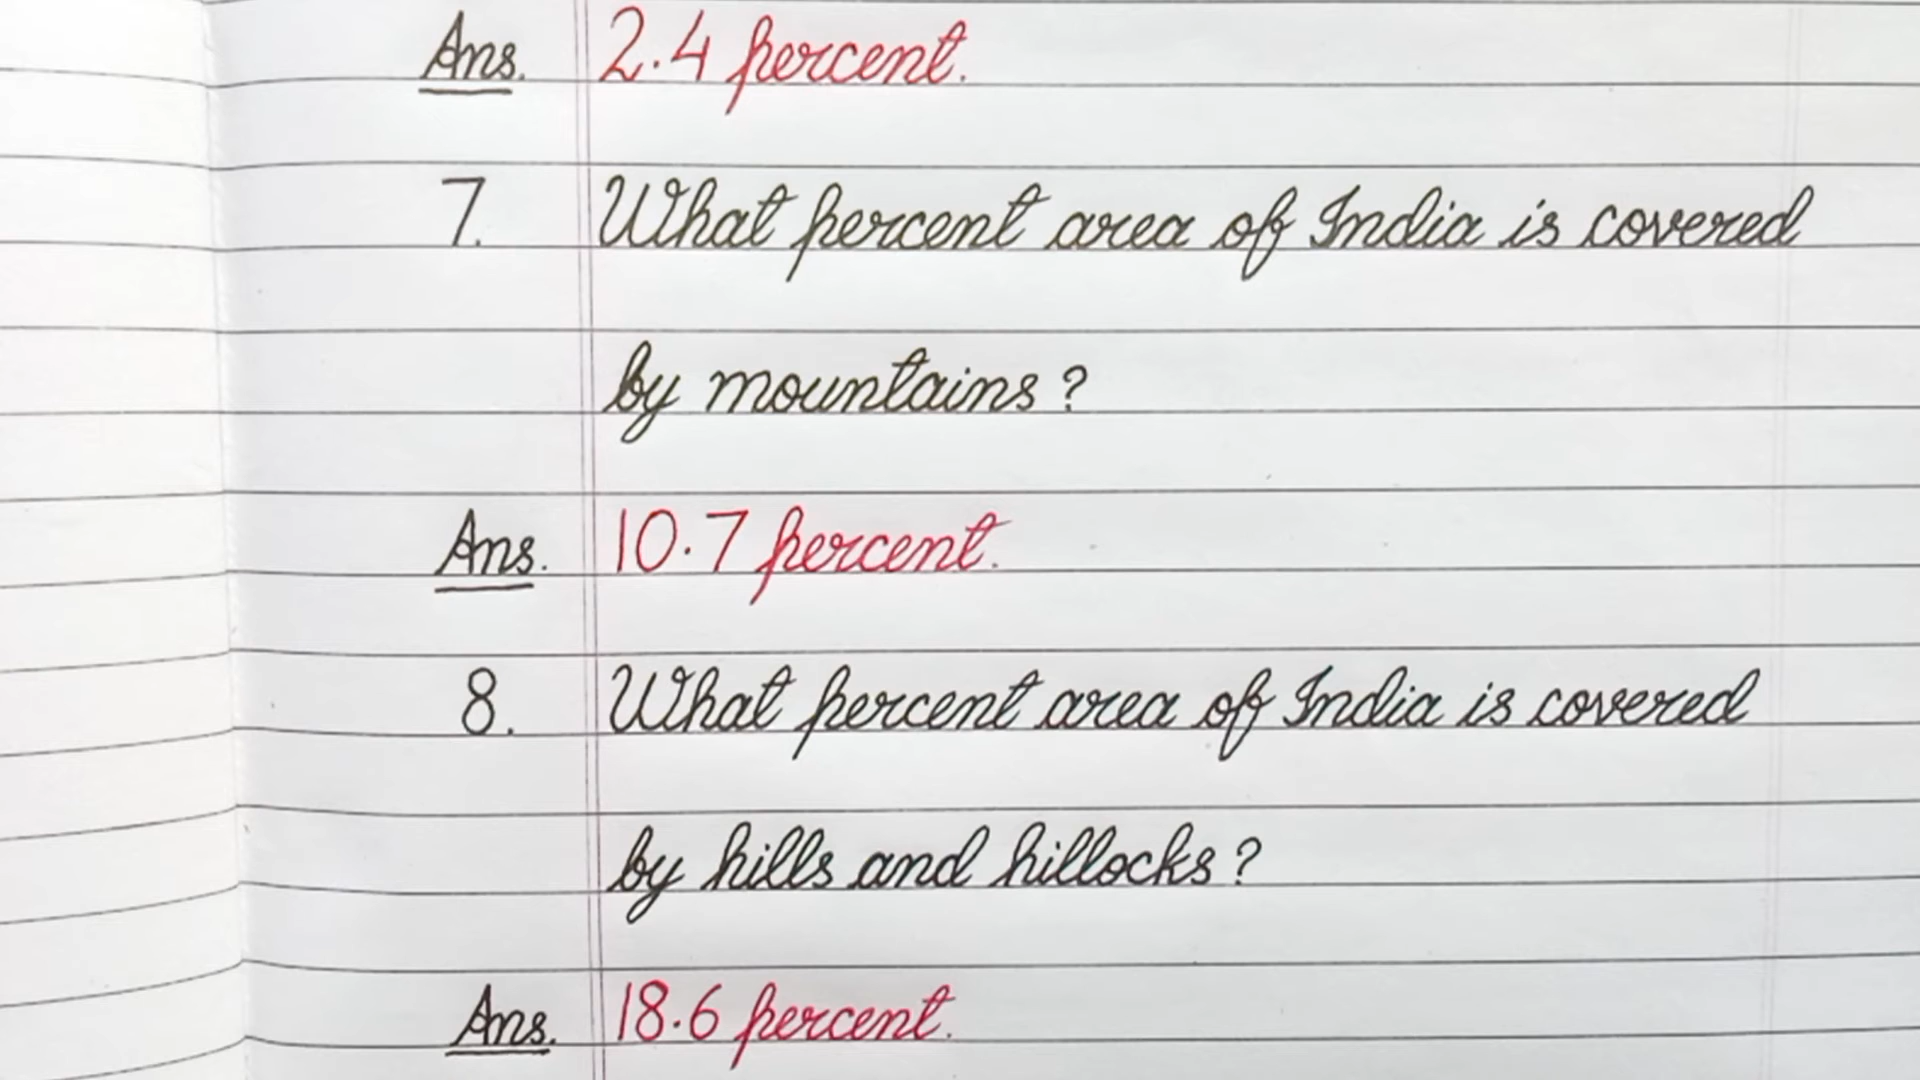 Ans. 2.4 percent.
7. What percent area of India is covered
by mountains?
Ans. 10.7 percent.
8. What percent area of India is covered
by hills and hillocks?
Ans. 18.6 percent.